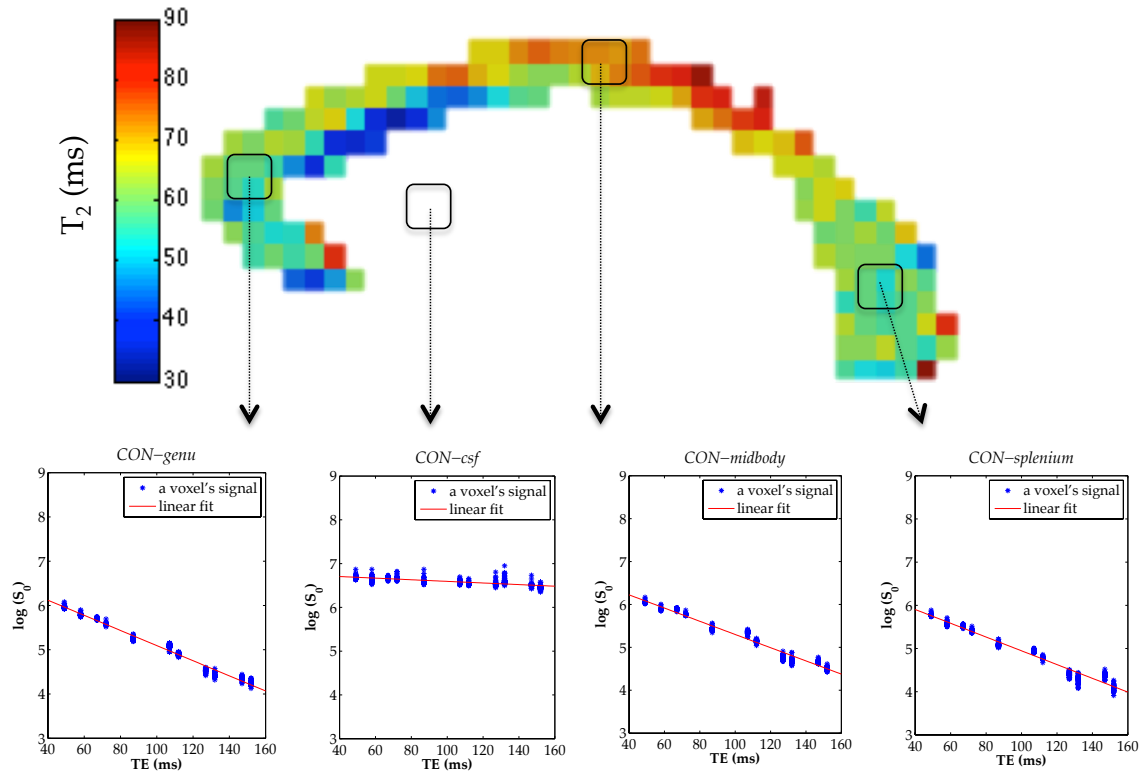 90
80
70
60
50
40
30
T2 (ms)
CON−genu
a voxel's signal
linear fit
log (S0)
9
8
7
6
5
4
3
40 60 80 100 120 140 160
TE (ms)
CON−csf
a voxel's signal
linear fit
log (S0)
9
8
7
6
5
4
3
40 60 80 100 120 140 160
TE (ms)
CON−midbody
a voxel's signal
linear fit
log (S0)
9
8
7
6
5
4
3
40 60 80 100 120 140 160
TE (ms)
CON−splenium
a voxel's signal
linear fit
log (S0)
9
8
7
6
5
4
3
40 60 80 100 120 140 160
TE (ms)